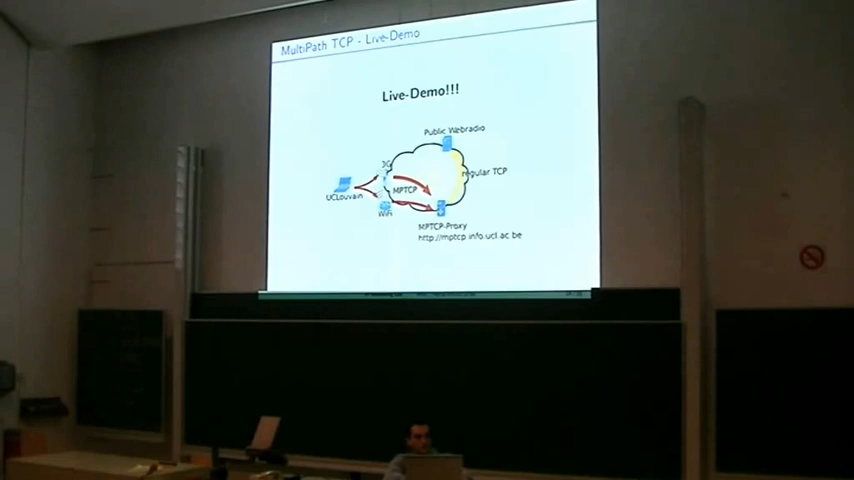 MultiPath TCP - Live-Demo
Live-Demo!!!
Public Webradio
3G
regular TCP
MPTCP
UCLouvain
WiFi
MPTCP-Proxy
http://mptcp.info.ucl.ac.be